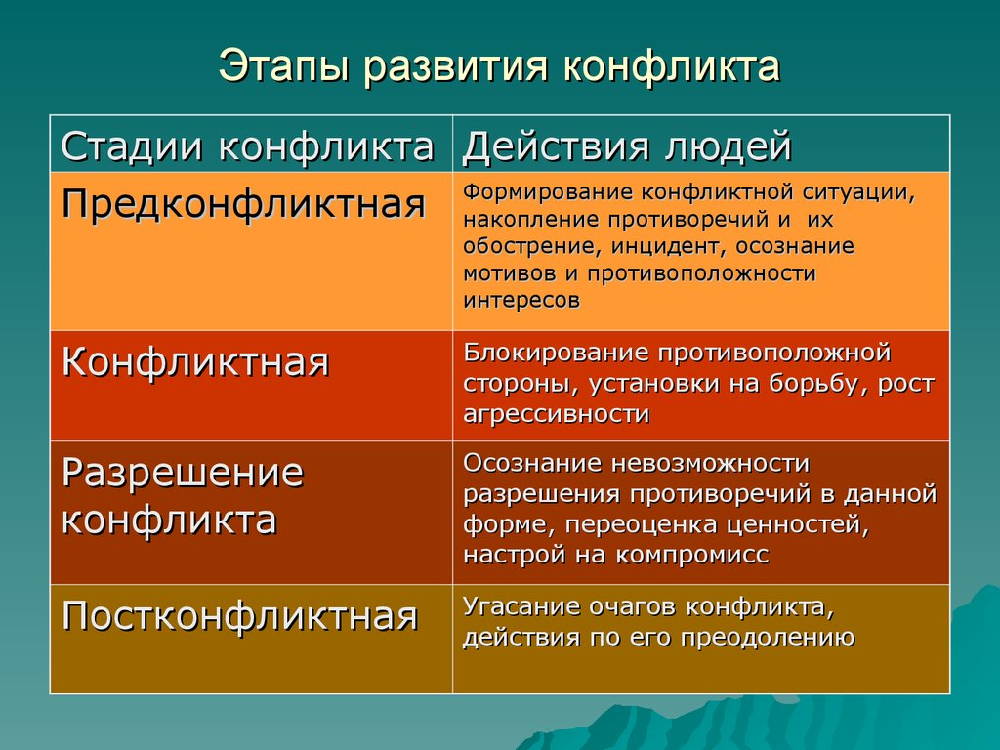 Этапы развития конфликта
Стадии конфликта
Действия людей
Предконфликтная
Формирование конфликтной ситуации,
накопление противоречий и их
обострение, инцидент, осознание
мотивов и противоположности
интересов
Конфликтная
Блокирование противоположной
стороны, установки на борьбу, рост
агрессивности
Разрешение
конфликта
Осознание невозможности
разрешения противоречий в данной
форме, переоценка ценностей,
настрой на компромисс
Постконфликтная
Угасание очагов конфликта,
действия по его преодолению